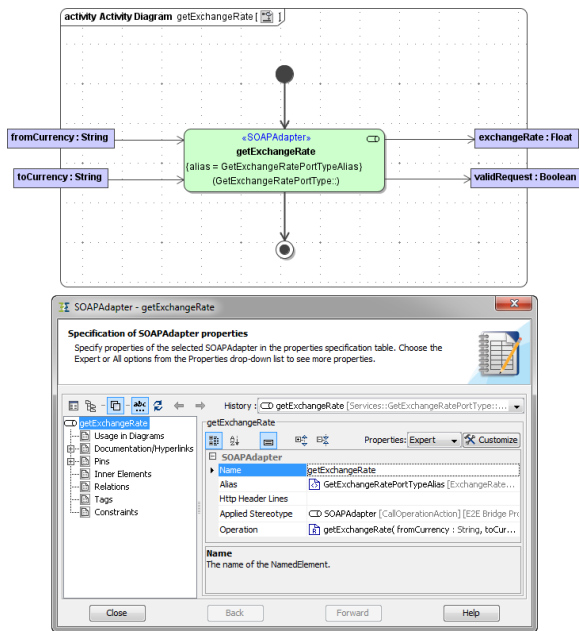 activity Activity Diagram getExchangeRate [ ]
fromCurrency : String
toCurrency : String
«SOAPAdapter»
getExchangeRate
{alias = GetExchangeRatePortTypeAlias}
(GetExchangeRatePortType::)
exchangeRate : Float
validRequest : Boolean
SOAPAdapter - getExchangeRate
Specification of SOAPAdapter properties
Specify properties of the selected SOAPAdapter in the properties specification table. Choose the
Expert or All options from the Properties drop-down list to see more properties.
History : getExchangeRate [Services::GetExchangeRatePortType::...
getExchangeRate
Usage in Diagrams
Documentation/Hyperlinks
Pins
Inner Elements
Relations
Tags
Constraints
getExchangeRate
Properties: Expert Customize
SOAPAdapter
Name getExchangeRate
Alias GetExchangeRatePortTypeAlias [ExchangeRate...
Http Header Lines
Applied Stereotype SOAPAdapter [CallOperationAction] [E2E Bridge Pro
Operation getExchangeRate( fromCurrency : String, toCur...
Name
The name of the NamedElement.
Close Back Forward Help